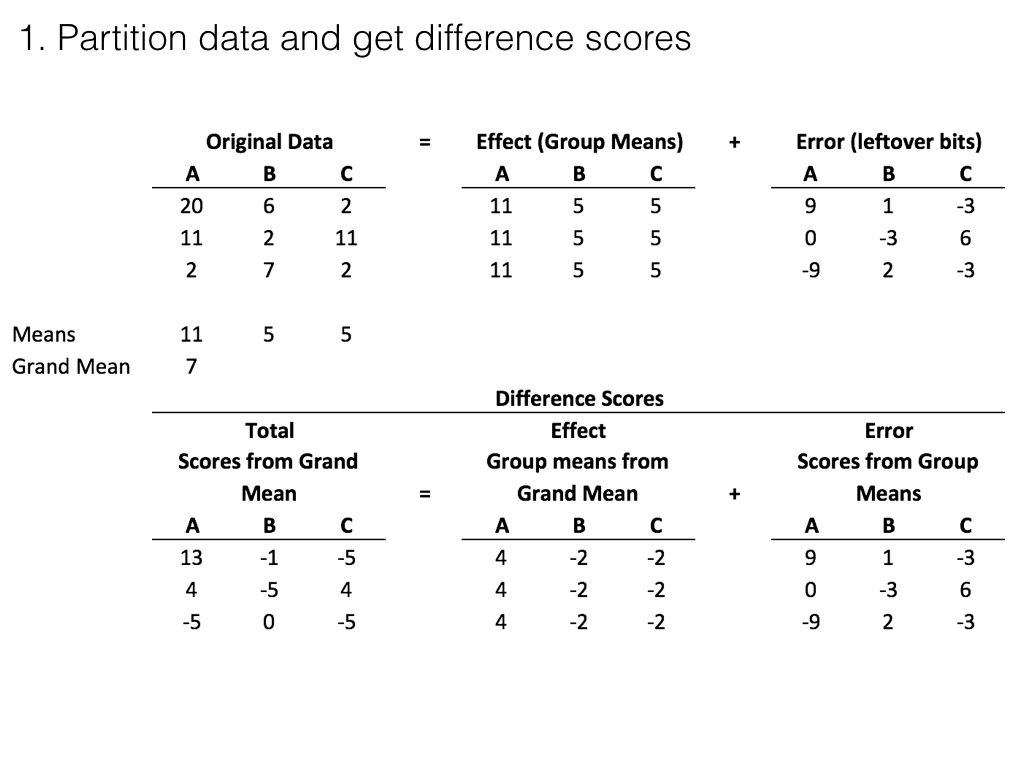 1. Partition data and get difference scores
Original Data = Effect (Group Means) + Error (leftover bits)
A B C A B C A B C
20 6 2 11 5 5 9 1 -3
11 2 11 11 5 5 0 -3 6
2 7 2 11 5 5 -9 2 -3
Means 11 5 5
Grand Mean 7
Difference Scores
Total Effect Error
Scores from Grand Group means from Scores from Group
Mean = Grand Mean + Means
A B C A B C A B C
13 -1 -5 4 -2 -2 9 1 -3
4 -5 4 4 -2 -2 0 -3 6
-5 0 -5 4 -2 -2 -9 2 -3